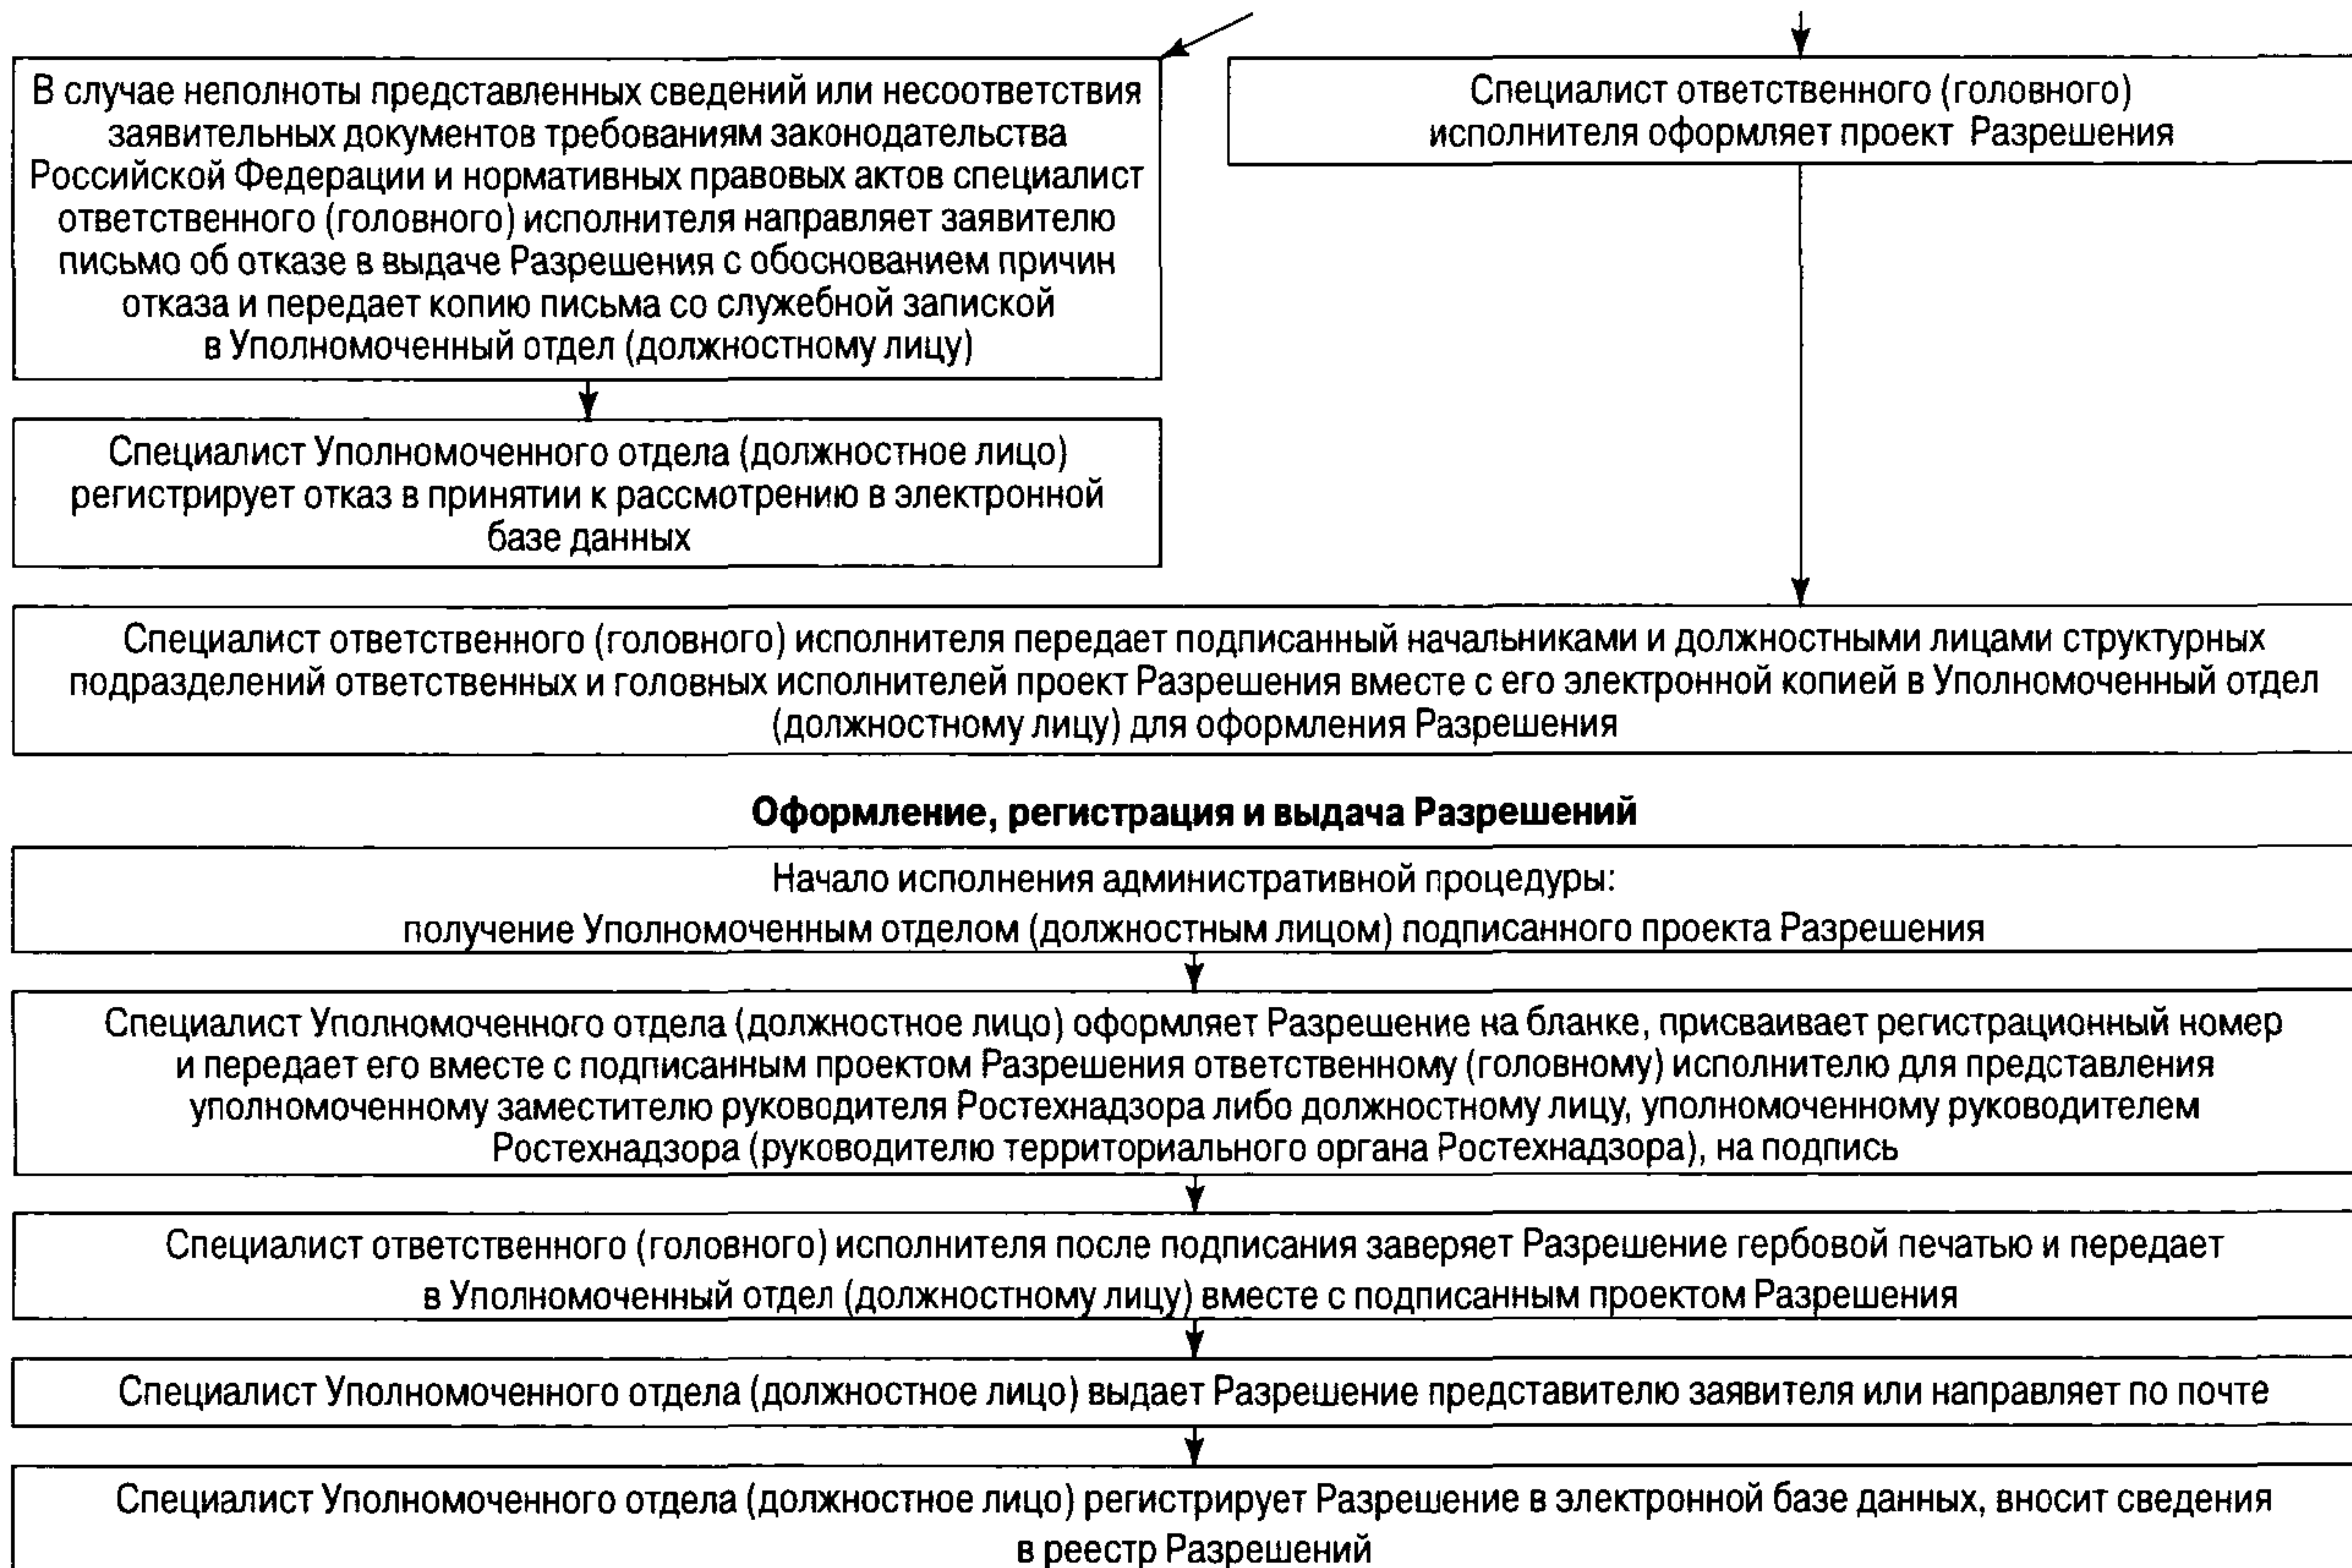 В случае неполноты представленных сведений или несоответствия
заявительных документов требованиям законодательства
Российской Федерации и нормативных правовых актов специалист
ответственного (головного) исполнителя направляет заявителю
письмо об отказе в выдаче Разрешения с обоснованием причин
отказа и передает копию письма со служебной запиской
в Уполномоченный отдел (должностному лицу)
Специалист ответственного (головного)
исполнителя оформляет проект Разрешения
Специалист Уполномоченного отдела (должностное лицо)
регистрирует отказ в принятии к рассмотрению в электронной
базе данных
Специалист ответственного (головного) исполнителя передает подписанный начальниками и должностными лицами структурных
подразделений ответственных и головных исполнителей проект Разрешения вместе с его электронной копией в Уполномоченный отдел
(должностному лицу) для оформления Разрешения
Оформление, регистрация и выдача Разрешений
Начало исполнения административной процедуры:
получение Уполномоченным отделом (должностным лицом) подписанного проекта Разрешения
Специалист Уполномоченного отдела (должностное лицо) оформляет Разрешение на бланке, присваивает регистрационный номер
и передает его вместе с подписанным проектом Разрешения ответственному (головному) исполнителю для представления
уполномоченному заместителю руководителя Ростехнадзора либо должностному лицу, уполномоченному руководителем
Ростехнадзора (руководителю территориального органа Ростехнадзора), на подпись
Специалист ответственного (головного) исполнителя после подписания заверяет Разрешение гербовой печатью и передает
в Уполномоченный отдел (должностному лицу) вместе с подписанным проектом Разрешения
Специалист Уполномоченного отдела (должностное лицо) выдает Разрешение представителю заявителя или направляет по почте
Специалист Уполномоченного отдела (должностное лицо) регистрирует Разрешение в электронной базе данных, вносит сведения
в реестр Разрешений